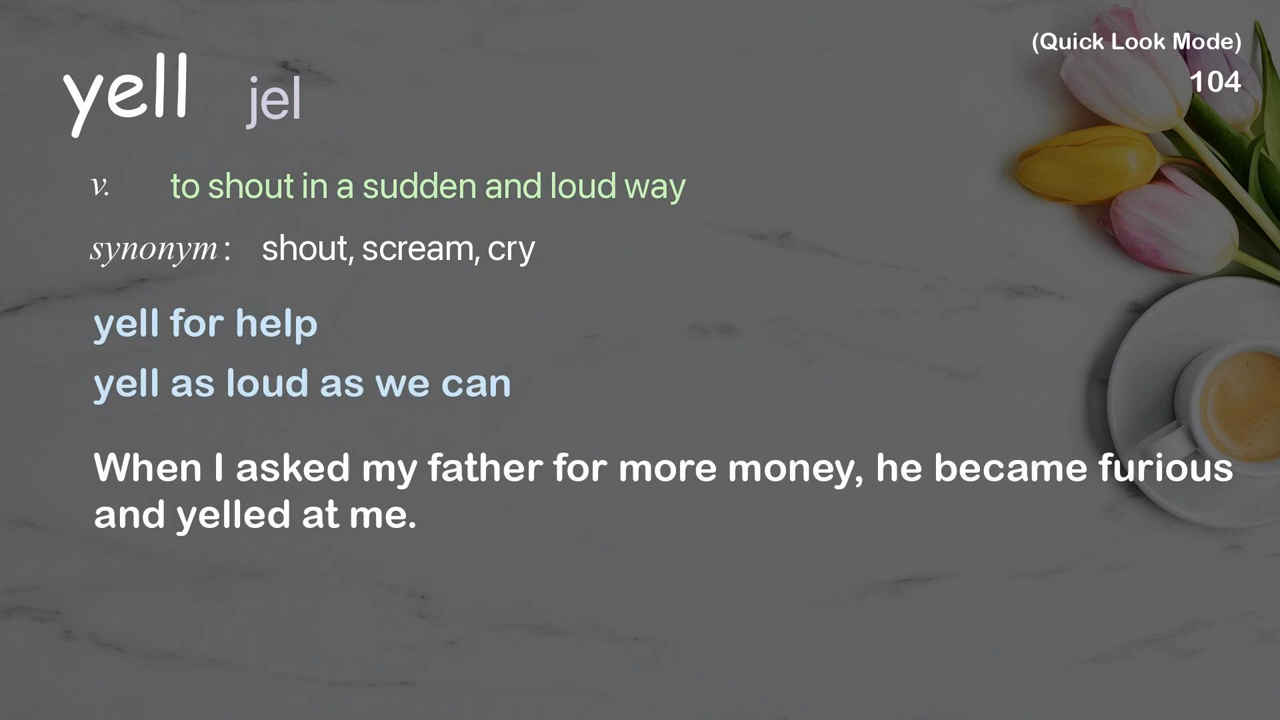 (Quick Look Mode)
104
yell jel
v. to shout in a sudden and loud way
synonym: shout, scream, cry
yell for help
yell as loud as we can
When I asked my father for more money, he became furious
and yelled at me.